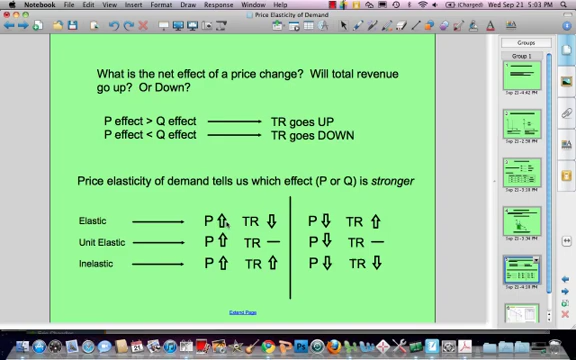 Notebook File Edit View Insert Format Draw Response Window Help (Charged) Wed Sep 21 5:03 PM
Price Elasticity of Demand
What is the net effect of a price change? Will total revenue
go up? Or Down?
P effect > Q effect TR goes UP
P effect < Q effect TR goes DOWN
Price elasticity of demand tells us which effect (P or Q) is stronger
Elastic P TR P TR
Unit Elastic P TR P TR
Inelastic P TR P TR
Extend Page
Groups
Group 1